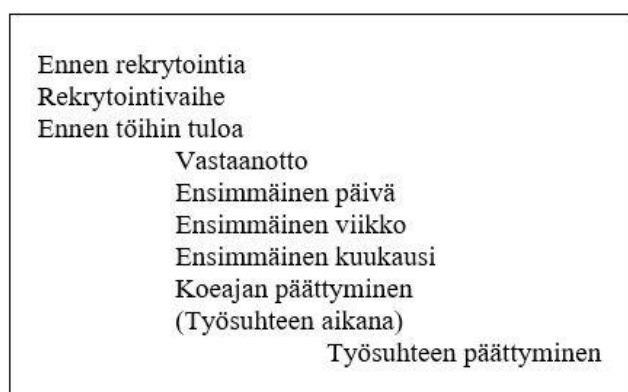 Ennen rekrytointia
Rekrytointivaihe
Ennen töihin tuloa
Vastaanotto
Ensimmäinen päivä
Ensimmäinen viikko
Ensimmäinen kuukausi
Koeajan päättyminen
(Työsuhteen aikana)
Työsuhteen päättyminen